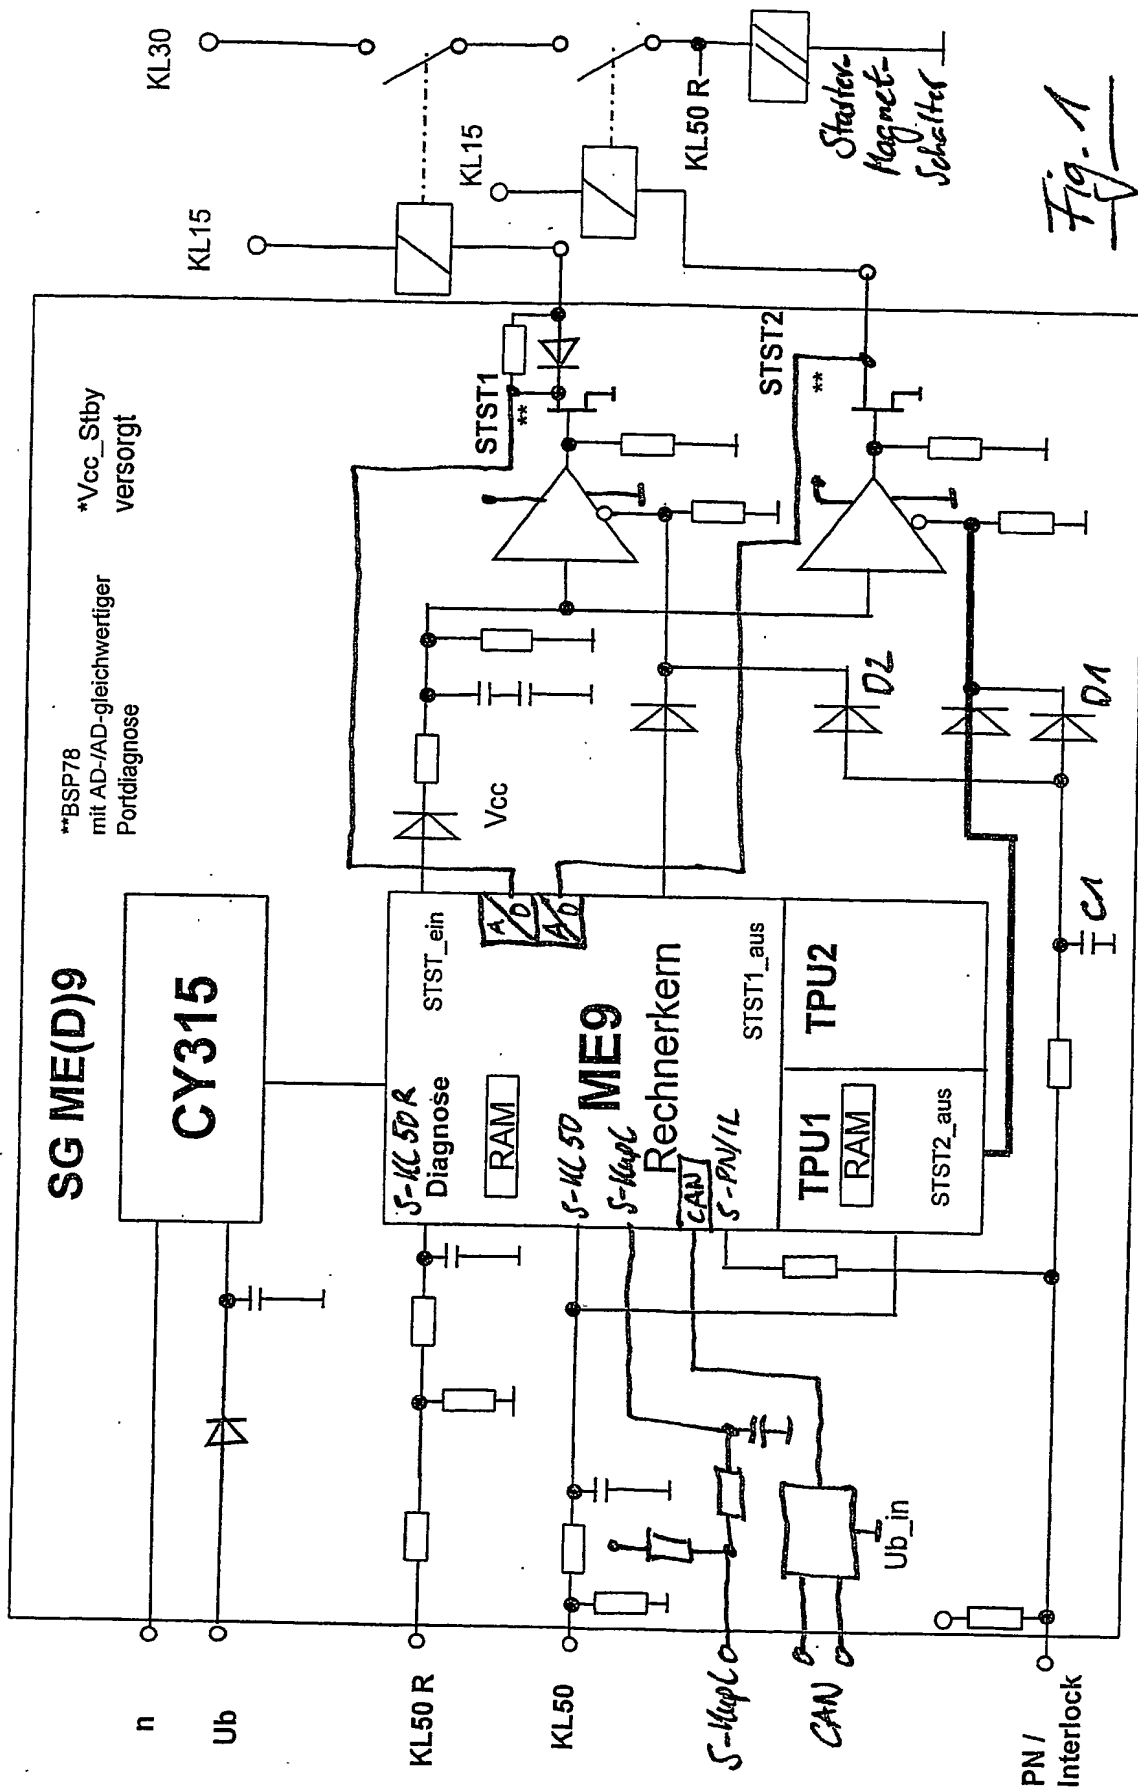 SG ME(D)9
**BSP78
mit AD-/AD-gleichwertiger
Portdiagnose
*Vcc_Stby
versorgt
CY315
n
Ub
KL50 R
KL50
S-Kupl
CAN
PN /
Interlock
Ub_in
S-KL50R
Diagnose
RAM
S-KL50
S-Kupl
CAN
S-PN/IL
ME9
Rechnerkern
STST_ein
A
D
A
D
STST1_aus
TPU1
RAM
STST2_aus
TPU2
Vcc
D2
D1
C1
STST1
**
STST2
**
KL15
KL15
KL30
KL50 R
Starter-
Magnet-
Schalter
Fig. 1